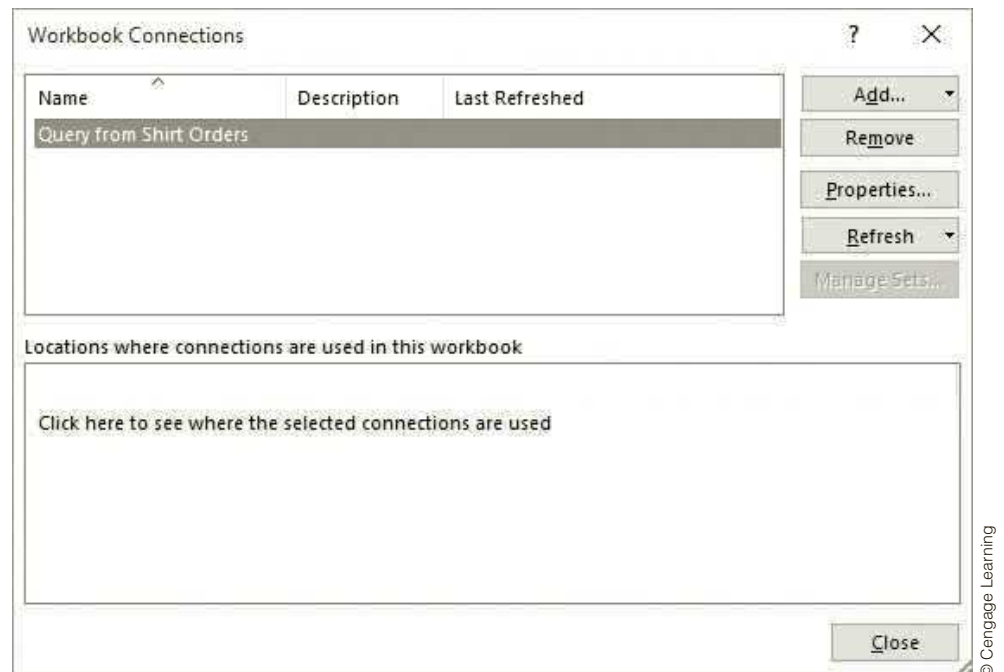 Workbook Connections ? ×
Name Description Last Refreshed
Query from Shirt Orders
Add...
Remove
Properties...
Refresh
Manage Sets...
Locations where connections are used in this workbook
Click here to see where the selected connections are used
Close
© Cengage Learning